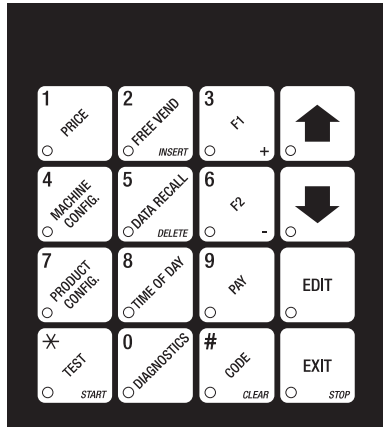 1 PRICE
2 FREE VEND INSERT
3 F1 +
4 MACHINE CONFIG.
5 DATA RECALL DELETE
6 F2 -
7 PRODUCT CONFIG.
8 TIME OF DAY
9 PAY
EDIT
* TEST START
0 DIAGNOSTICS
# CODE CLEAR
EXIT STOP